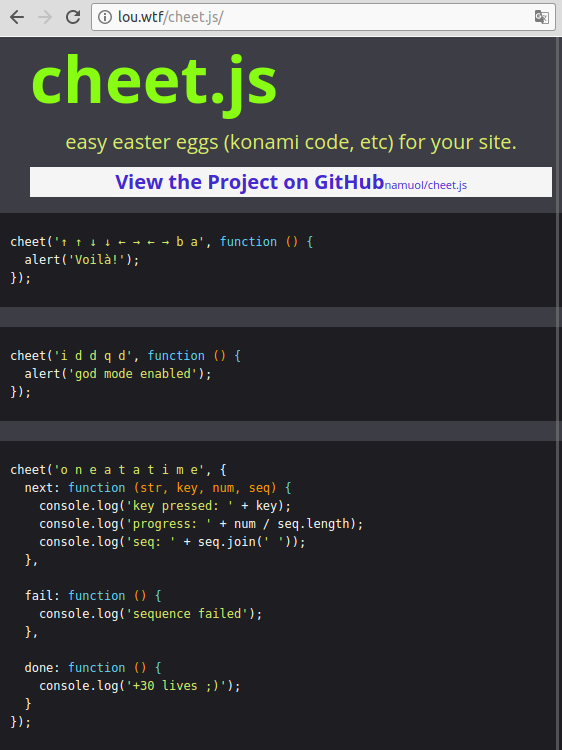 lou.wtf/cheet.js/
cheet.js
easy easter eggs (konami code, etc) for your site.
View the Project on GitHubnamuol/cheet.js
cheet('↑ ↑ ↓ ↓ ← → ← → b a', function () {
  alert('Voilà!');
});
cheet('i d d q d', function () {
  alert('god mode enabled');
});
cheet('o n e a t a t i m e', {
  next: function (str, key, num, seq) {
    console.log('key pressed: ' + key);
    console.log('progress: ' + num / seq.length);
    console.log('seq: ' + seq.join(' '));
  },
  fail: function () {
    console.log('sequence failed');
  },
  done: function () {
    console.log('+30 lives ;)');
  }
});